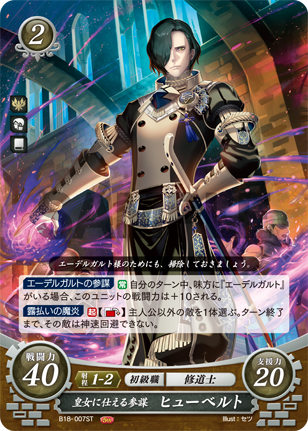 2
エーデルガルト様のためにも、掃除しておきましょう。
エーデルガルトの参謀 常 自分のターン中、味方に『エーデルガルト』
がいる場合、このユニットの戦闘力は＋10される。
露払いの魔炎 起 【 】主人公以外の敵を1体選ぶ。ターン終了
まで、その敵は神速回避できない。
戦闘力
40
射程 1-2 初級職 修道士
支援力
20
皇女に仕える参謀 ヒューベルト
B18-007ST
Illust：セツ